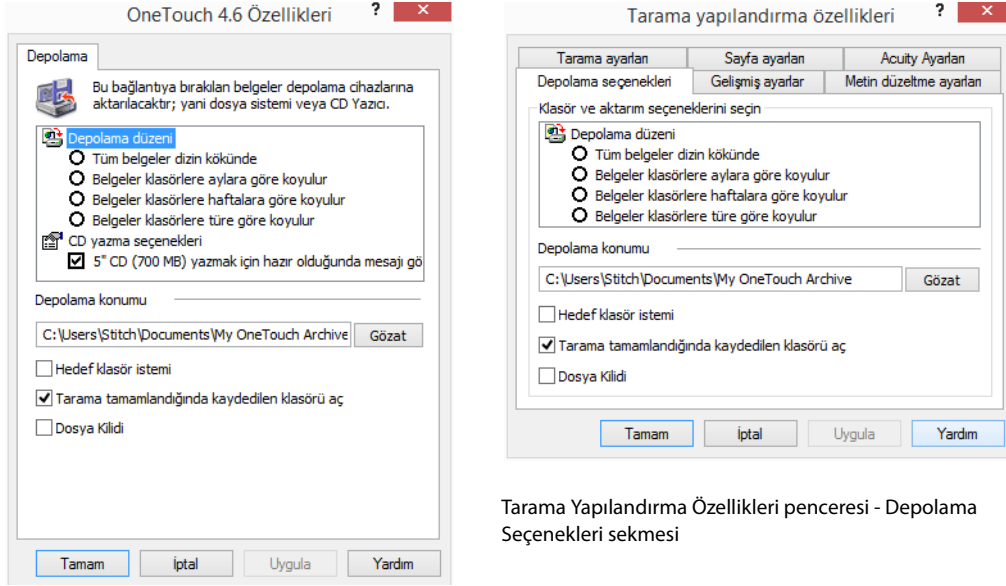 OneTouch 4.6 Özellikleri
?
Depolama
Bu bağlantıya bırakılan belgeler depolama cihazlarına
aktarılacaktır; yani dosya sistemi veya CD Yazıcı.
Depolama düzeni
Tüm belgeler dizin kökünde
Belgeler klasörlere aylara göre koyulur
Belgeler klasörlere haftalara göre koyulur
Belgeler klasörlere türe göre koyulur
CD yazma seçenekleri
5" CD (700 MB) yazmak için hazır olduğunda mesajı gö
Depolama konumu
C:\Users\Stitch\Documents\My OneTouch Archive
Gözat
Hedef klasör istemi
Tarama tamamlandığında kaydedilen klasörü aç
Dosya Kilidi
Tamam İptal Uygula Yardım
Tarama yapılandırma özellikleri
?
Tarama ayarları Sayfa ayarları Acuity Ayarları
Depolama seçenekleri Gelişmiş ayarlar Metin düzeltme ayarları
Klasör ve aktarım seçeneklerini seçin
Depolama düzeni
Tüm belgeler dizin kökünde
Belgeler klasörlere aylara göre koyulur
Belgeler klasörlere haftalara göre koyulur
Belgeler klasörlere türe göre koyulur
Depolama konumu
C:\Users\Stitch\Documents\My OneTouch Archive
Gözat
Hedef klasör istemi
Tarama tamamlandığında kaydedilen klasörü aç
Dosya Kilidi
Tamam İptal Uygula Yardım
Tarama Yapılandırma Özellikleri penceresi - Depolama
Seçenekleri sekmesi